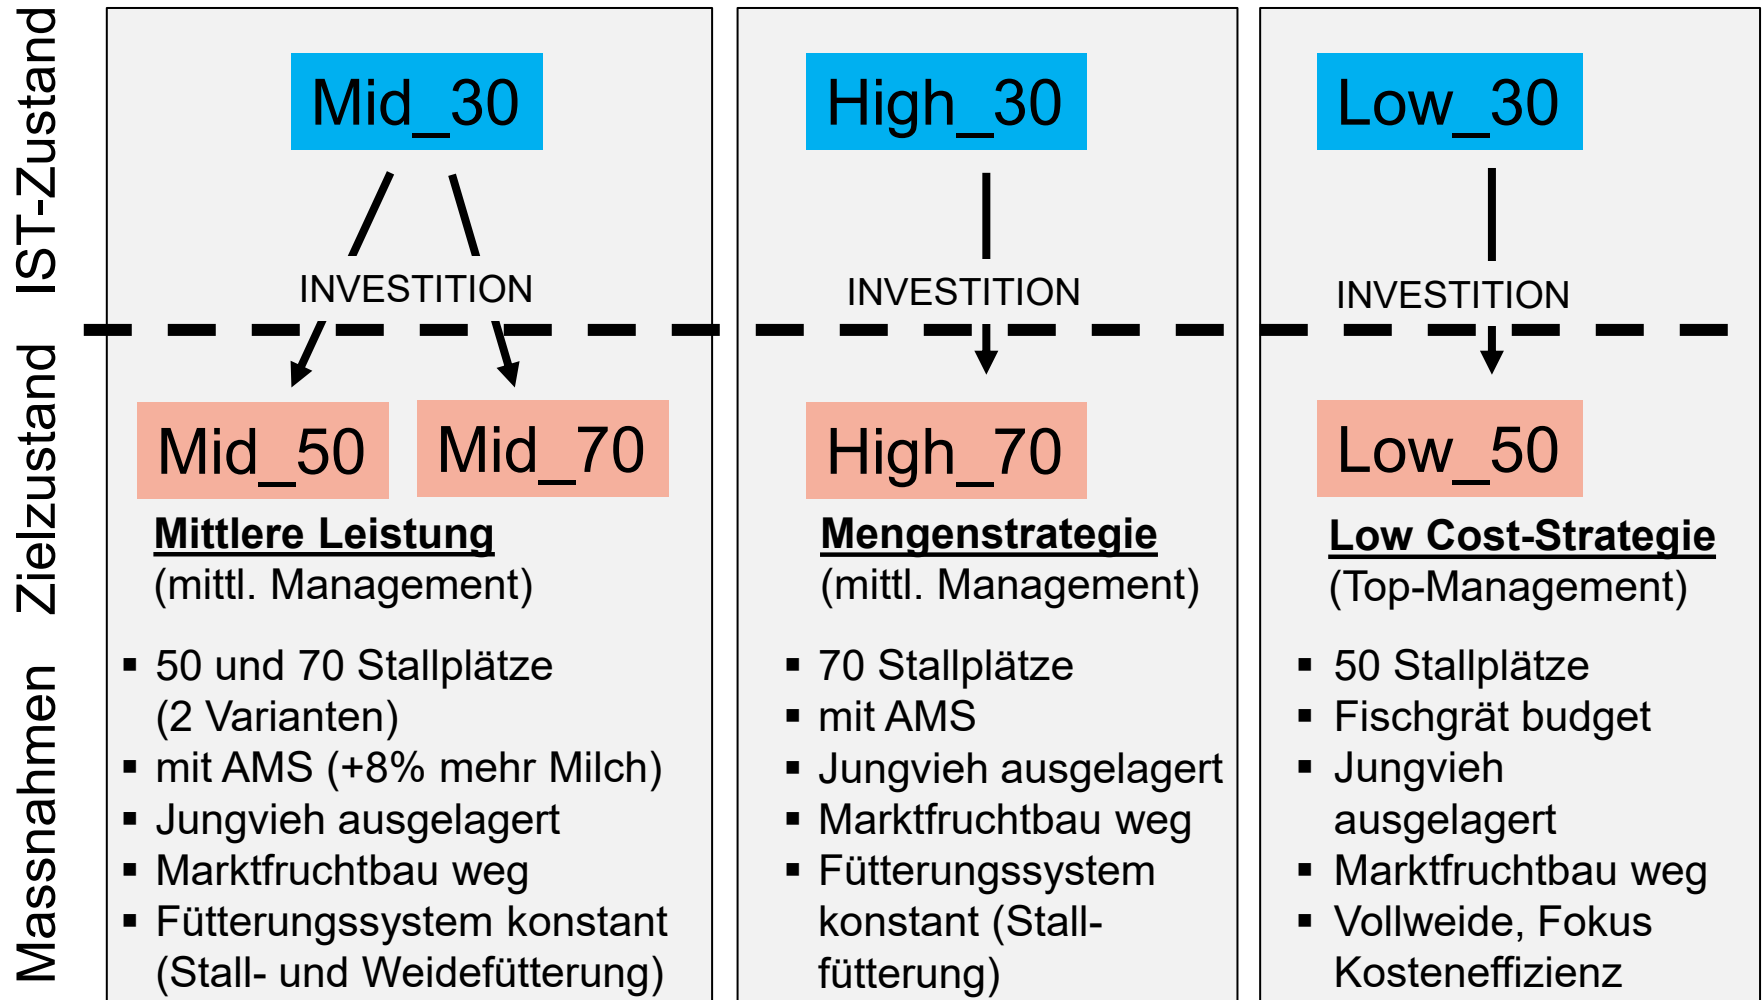 IST-Zustand
Zielzustand
Massnahmen
Mid_30
INVESTITION
Mid_50
Mid_70
Mittlere Leistung
(mittl. Management)
▪ 50 und 70 Stallplätze
(2 Varianten)
▪ mit AMS (+8% mehr Milch)
▪ Jungvieh ausgelagert
▪ Marktfruchtbau weg
▪ Fütterungssystem konstant
(Stall- und Weidefütterung)
High_30
INVESTITION
High_70
Mengenstrategie
(mittl. Management)
▪ 70 Stallplätze
▪ mit AMS
▪ Jungvieh ausgelagert
▪ Marktfruchtbau weg
▪ Fütterungssystem
konstant (Stall-
fütterung)
Low_30
INVESTITION
Low_50
Low Cost-Strategie
(Top-Management)
▪ 50 Stallplätze
▪ Fischgrät budget
▪ Jungvieh
ausgelagert
▪ Marktfruchtbau weg
▪ Vollweide, Fokus
Kosteneffizienz